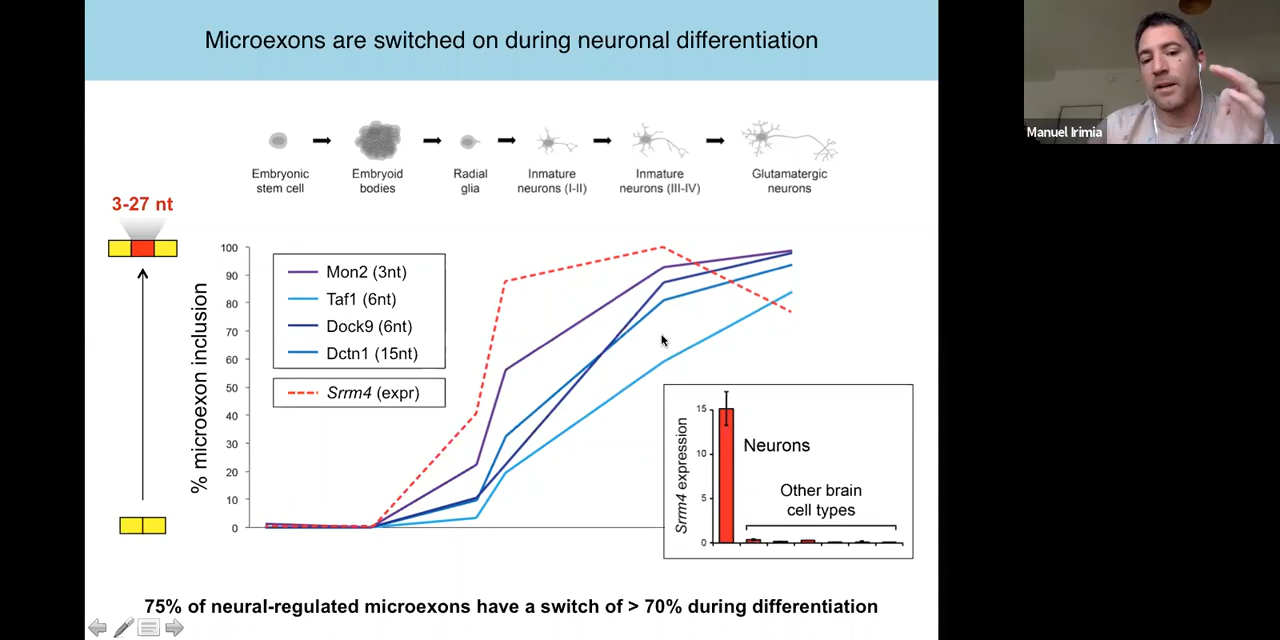 Microexons are switched on during neuronal differentiation
Manuel Irimia
Embryonic
stem cell
Embryoid
bodies
Radial
glia
Inmature
neurons (I-II)
Inmature
neurons (III-IV)
Glutamatergic
neurons
3-27 nt
% microexon inclusion
100
90
80
70
60
50
40
30
20
10
0
Mon2 (3nt)
Taf1 (6nt)
Dock9 (6nt)
Dctn1 (15nt)
Srrm4 (expr)
Srrm4 expression
15
10
5
0
Neurons
Other brain
cell types
75% of neural-regulated microexons have a switch of > 70% during differentiation